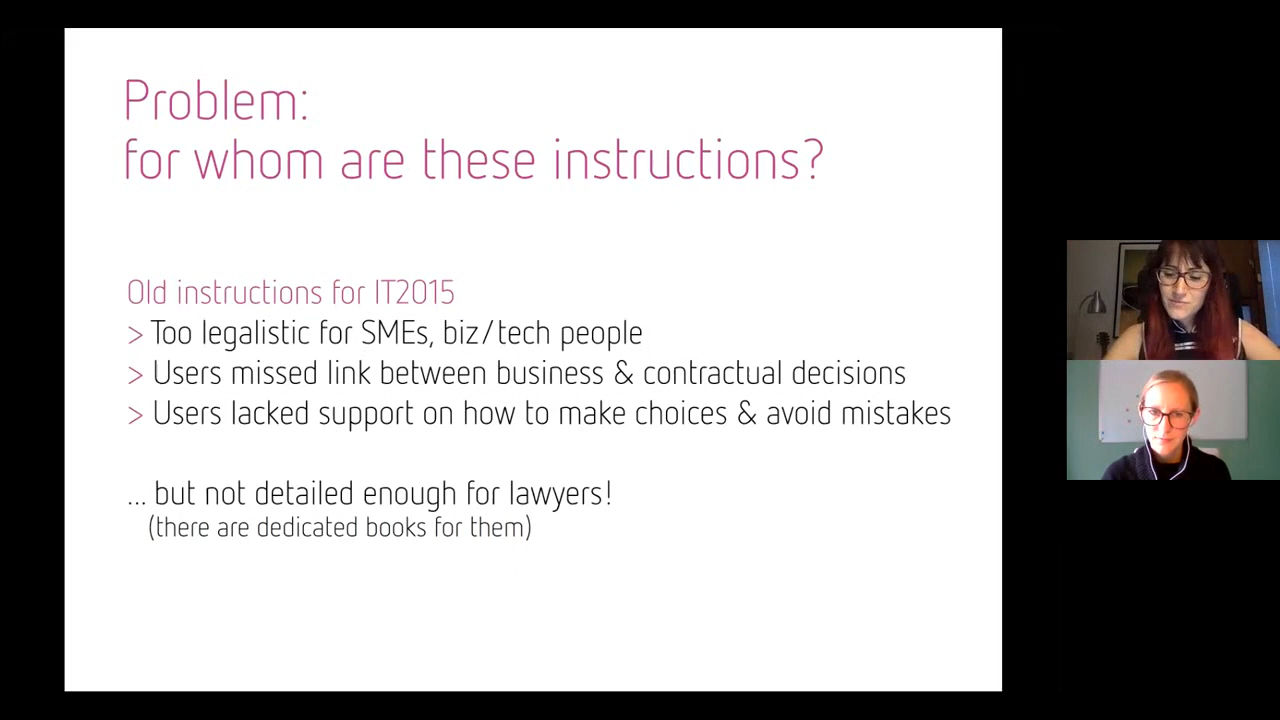 Problem:
for whom are these instructions?
Old instructions for IT2015
> Too legalistic for SMEs, biz/tech people
> Users missed link between business & contractual decisions
> Users lacked support on how to make choices & avoid mistakes
... but not detailed enough for lawyers!
(there are dedicated books for them)